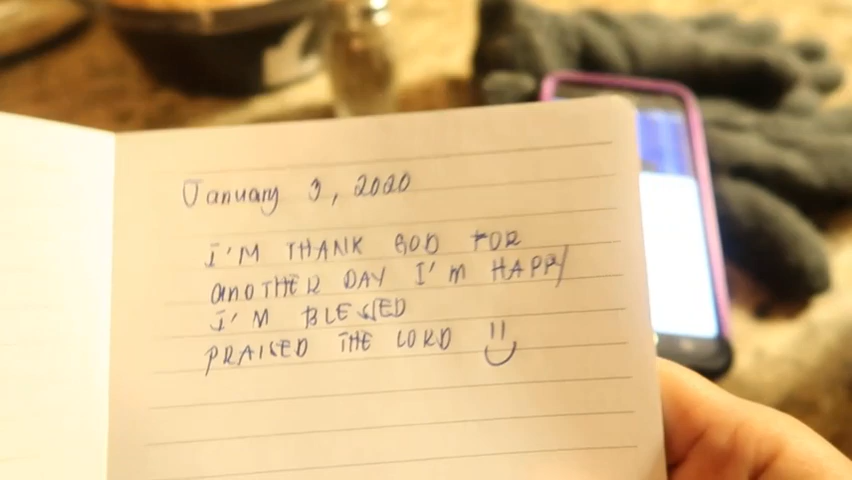 January 3, 2020
I'M THANK GOD FOR
anOTHER DAY I'm HAPPY
I'M BLESSED
PRAISED THE LORD